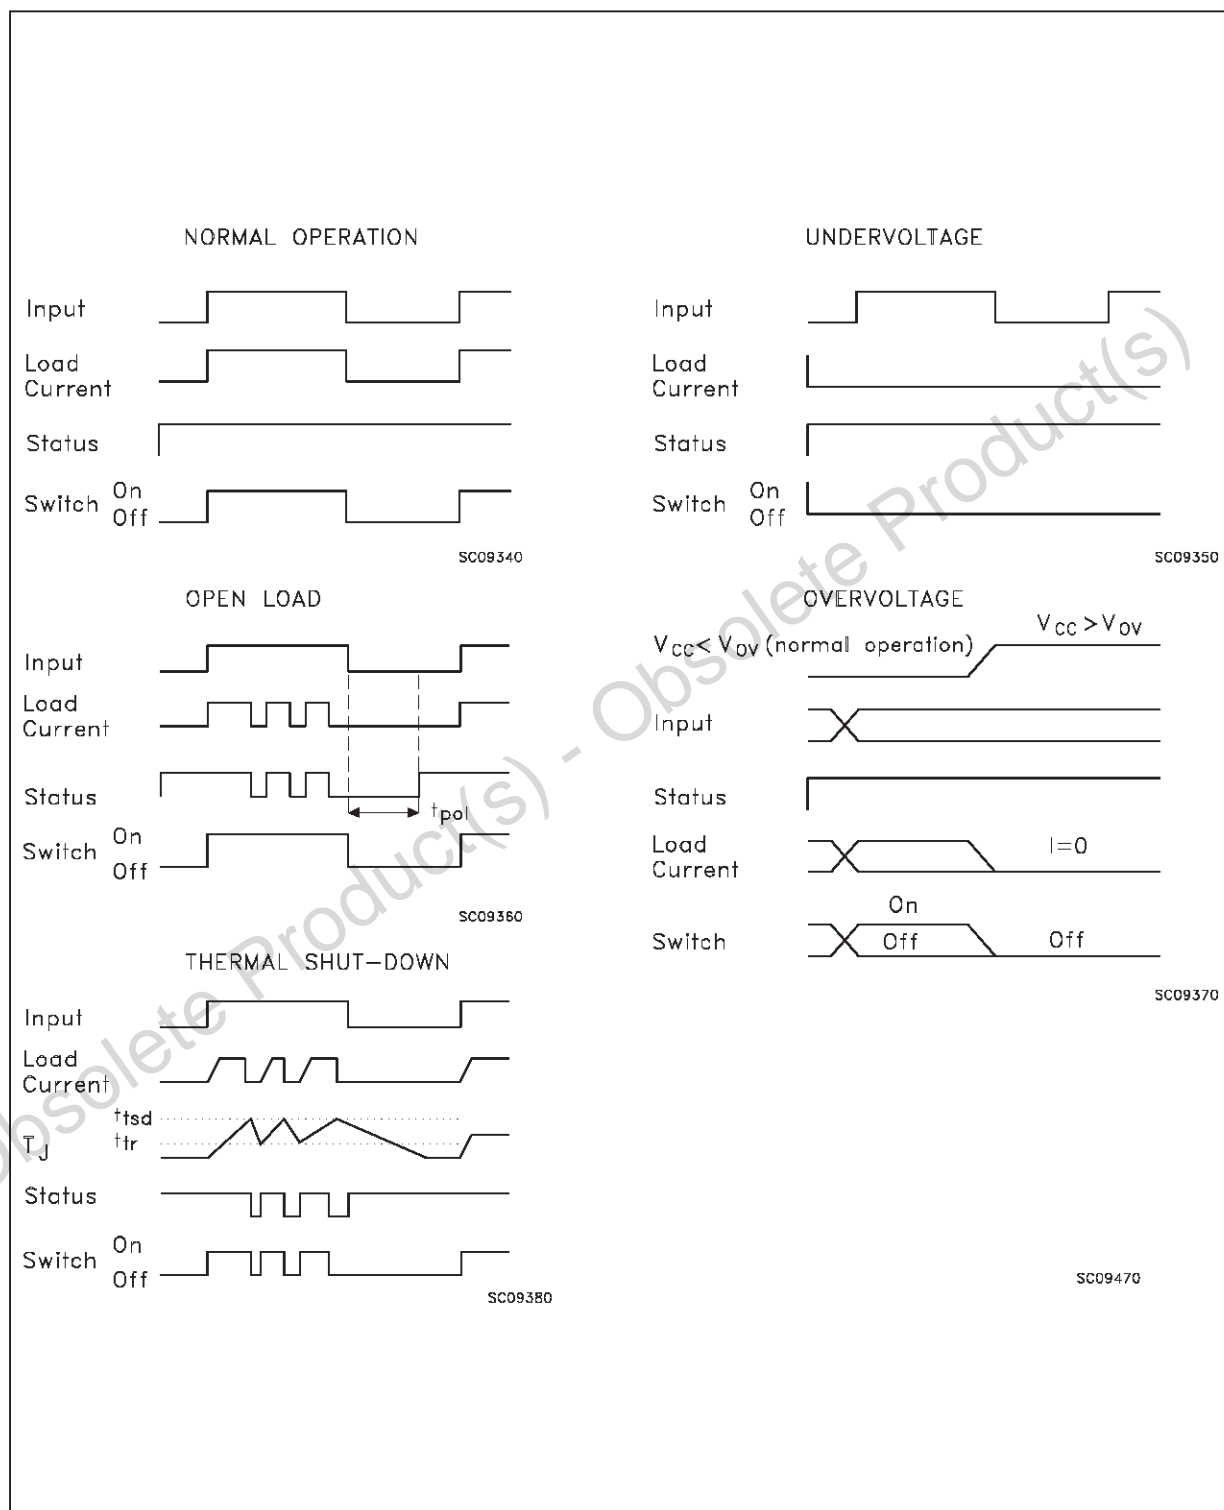 NORMAL OPERATION
Input
Load
Current
Status
Switch On
Off
SC09340
UNDERVOLTAGE
Input
Load
Current
Status
Switch On
Off
SC09350
OPEN LOAD
Input
Load
Current
Status
tpol
Switch On
Off
SC09360
OVERVOLTAGE
VCC > VOV
VCC < VOV (normal operation)
Input
Status
Load
Current
I=0
On
Switch Off Off
SC09370
THERMAL SHUT-DOWN
Input
Load
Current
ttsd
TJ ttr
Status
Switch On
Off
SC09380
SC09470
Obsolete Product(s) - Obsolete Product(s)